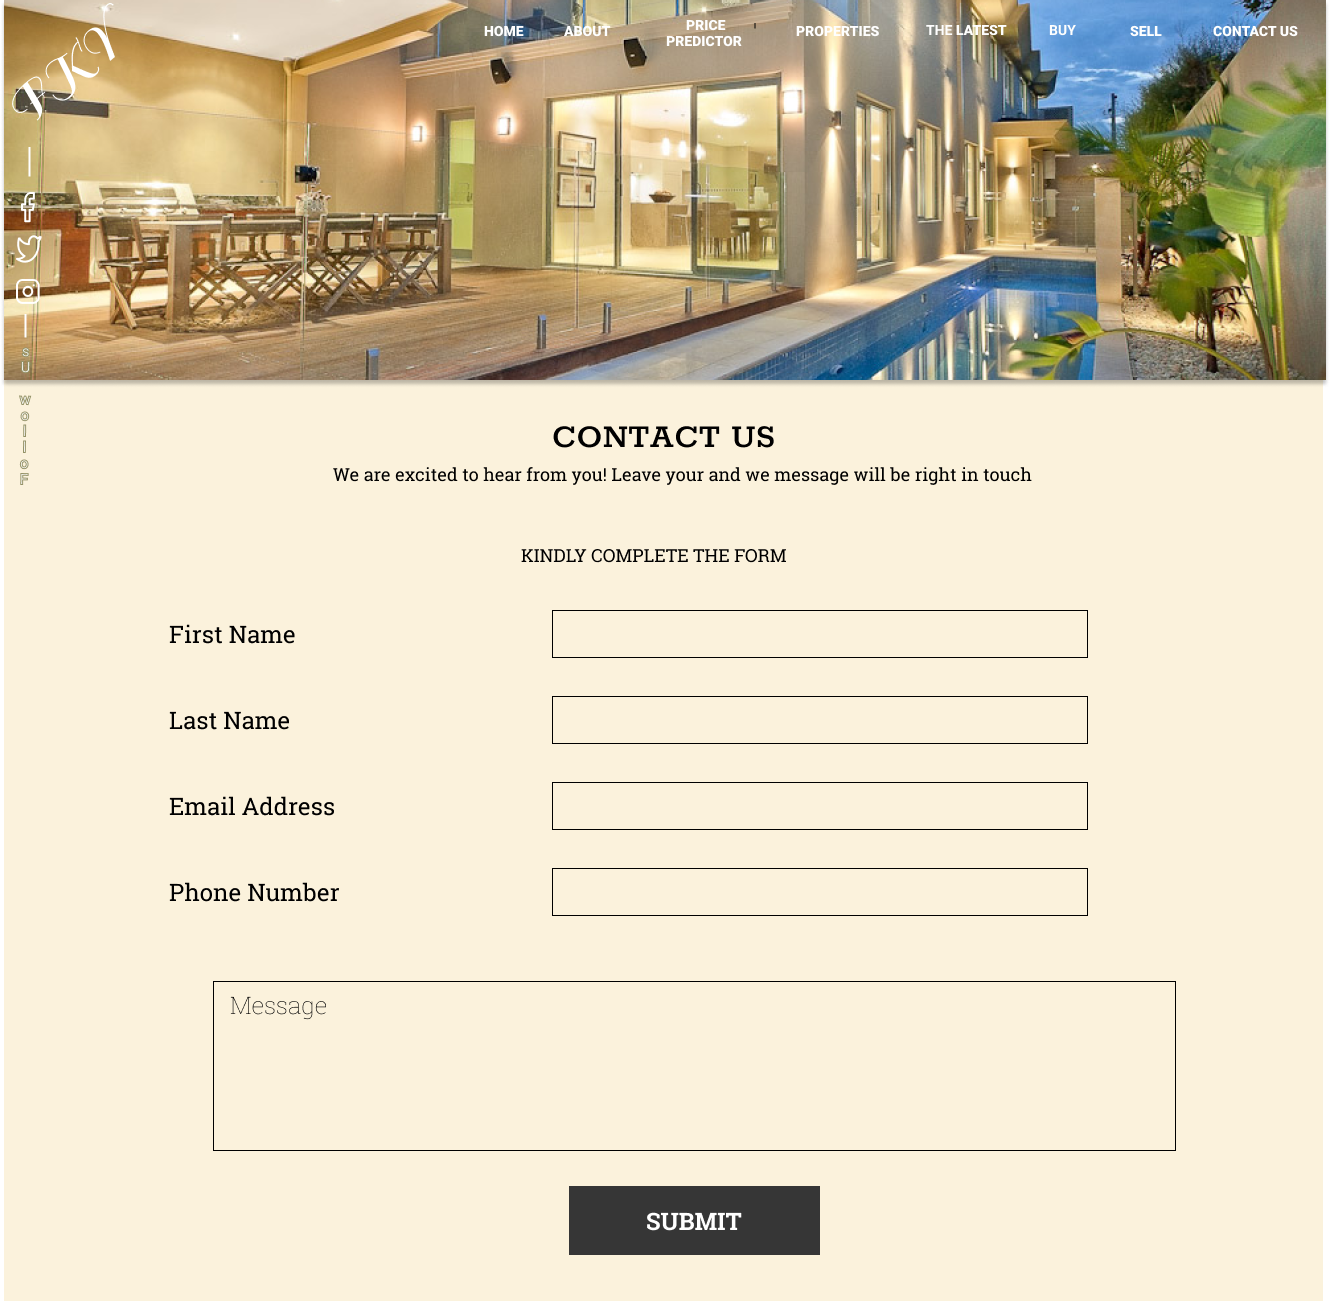 HOME ABOUT PRICE PREDICTOR PROPERTIES THE LATEST BUY SELL CONTACT US
PKY
S
U
W
O
l
l
O
F
CONTACT US
We are excited to hear from you! Leave your and we message will be right in touch
KINDLY COMPLETE THE FORM
First Name
Last Name
Email Address
Phone Number
Message
SUBMIT